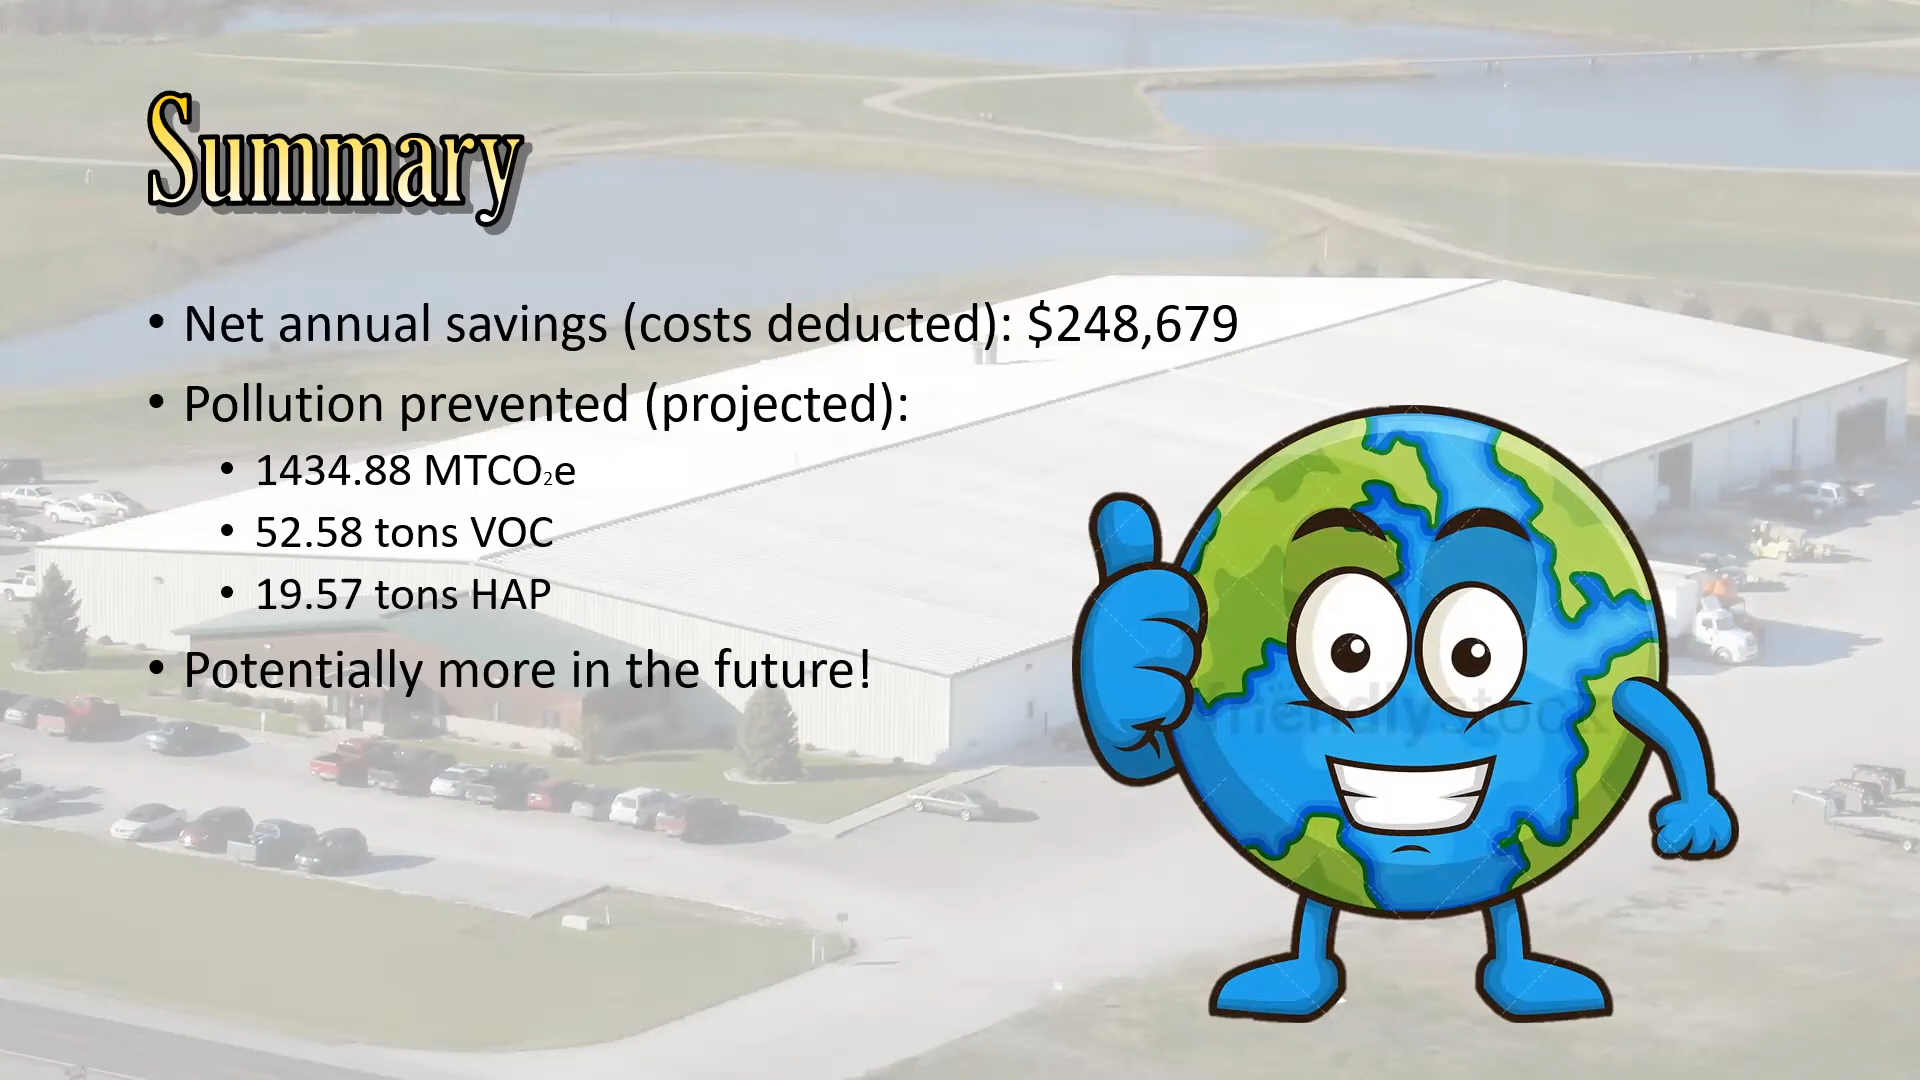 Summary
• Net annual savings (costs deducted): $248,679
• Pollution prevented (projected):
• 1434.88 MTCO₂e
• 52.58 tons VOC
• 19.57 tons HAP
• Potentially more in the future!
friendlystock